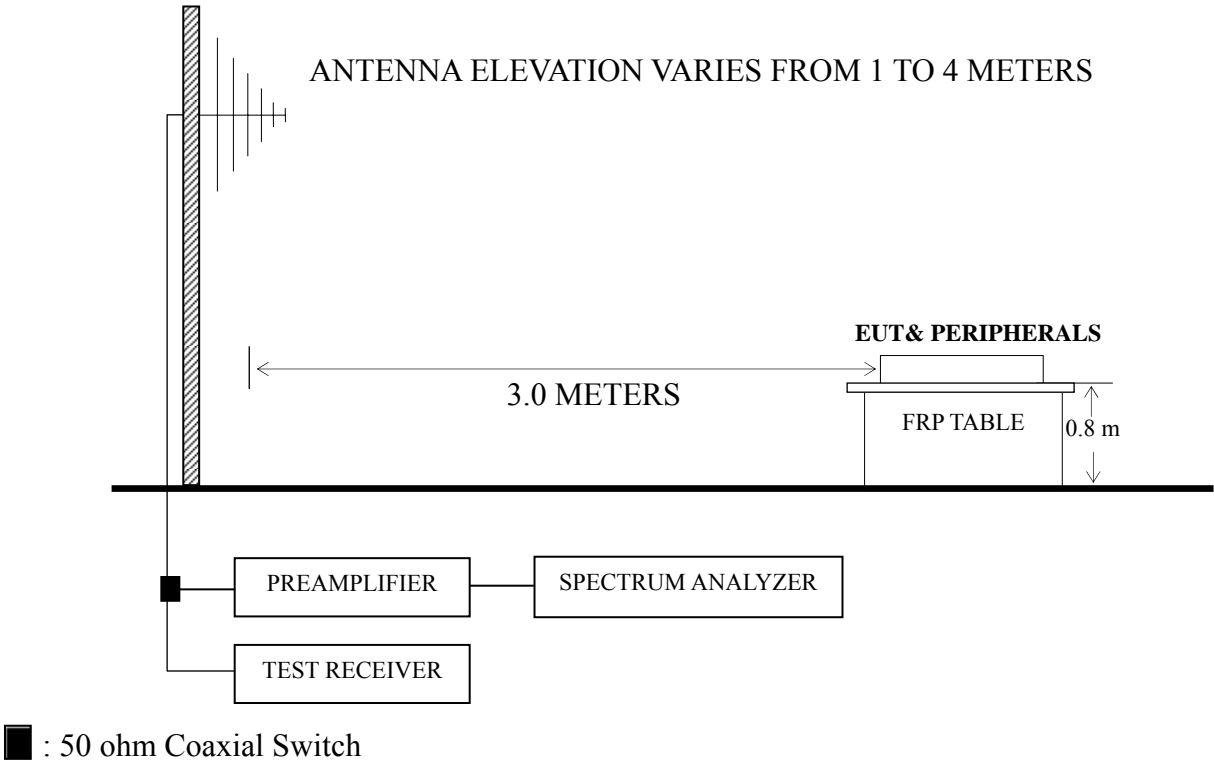 ANTENNA ELEVATION VARIES FROM 1 TO 4 METERS
EUT& PERIPHERALS
3.0 METERS
FRP TABLE
0.8 m
PREAMPLIFIER
SPECTRUM ANALYZER
TEST RECEIVER
: 50 ohm Coaxial Switch